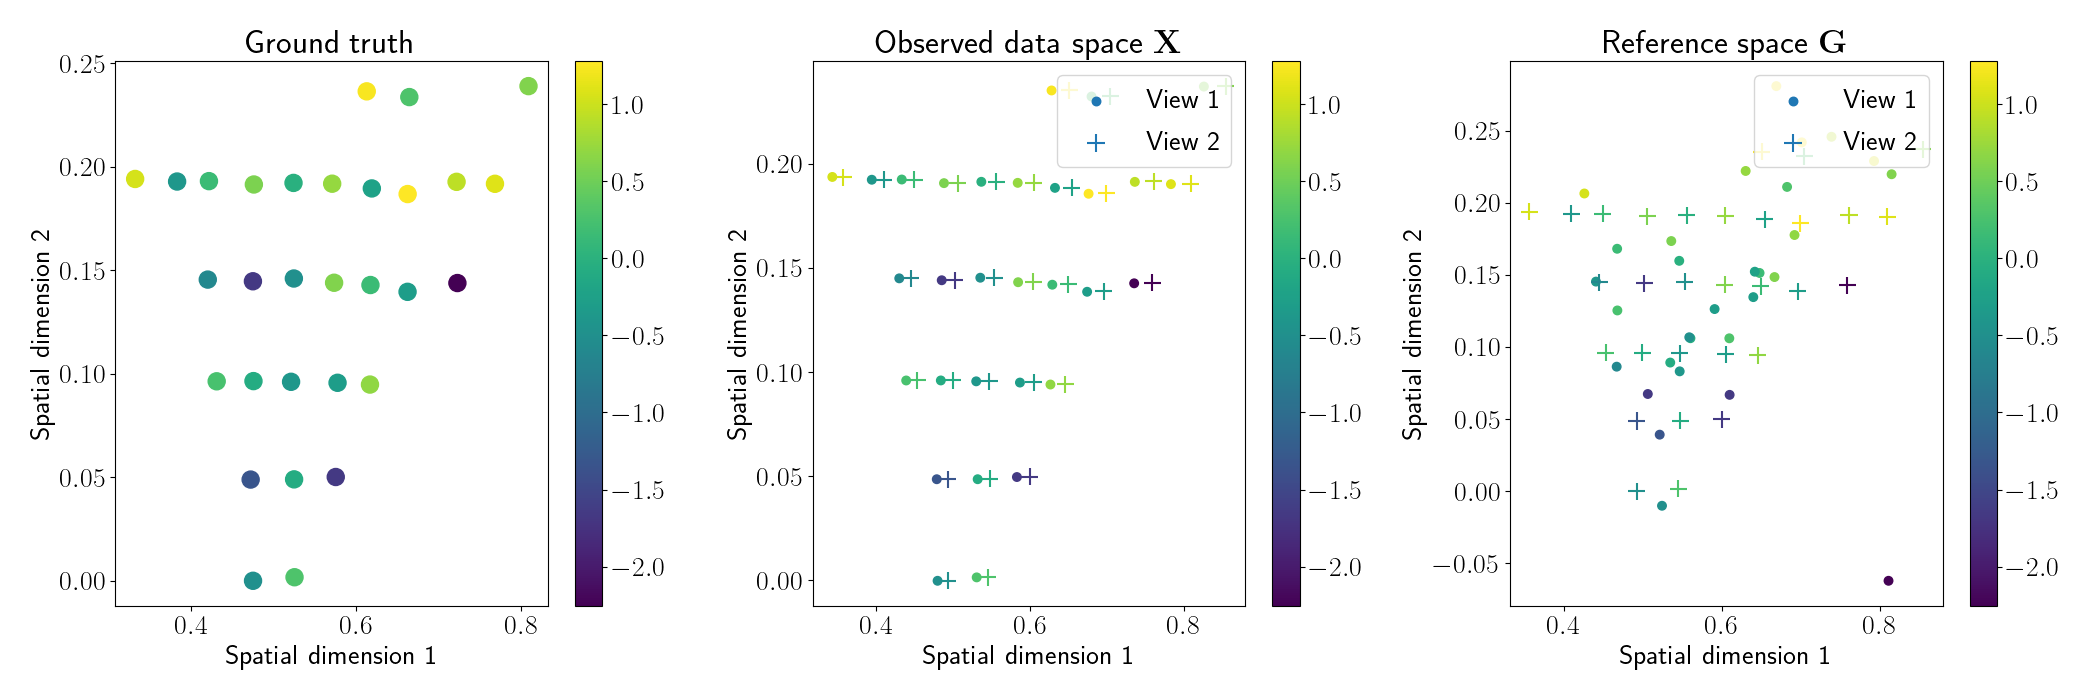 Ground truth
Spatial dimension 2
0.25
0.20
0.15
0.10
0.05
0.00
0.4 0.6 0.8
Spatial dimension 1
1.0
0.5
0.0
−0.5
−1.0
−1.5
−2.0
Observed data space X
View 1
View 2
Spatial dimension 2
0.20
0.15
0.10
0.05
0.00
0.4 0.6 0.8
Spatial dimension 1
1.0
0.5
0.0
−0.5
−1.0
−1.5
−2.0
Reference space G
View 1
View 2
Spatial dimension 2
0.25
0.20
0.15
0.10
0.05
0.00
−0.05
0.4 0.6 0.8
Spatial dimension 1
1.0
0.5
0.0
−0.5
−1.0
−1.5
−2.0